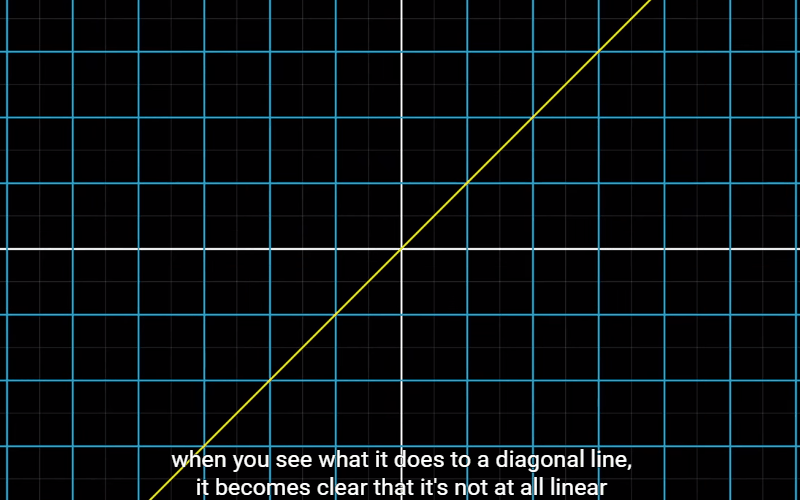 when you see what it does to a diagonal line,
it becomes clear that it's not at all linear